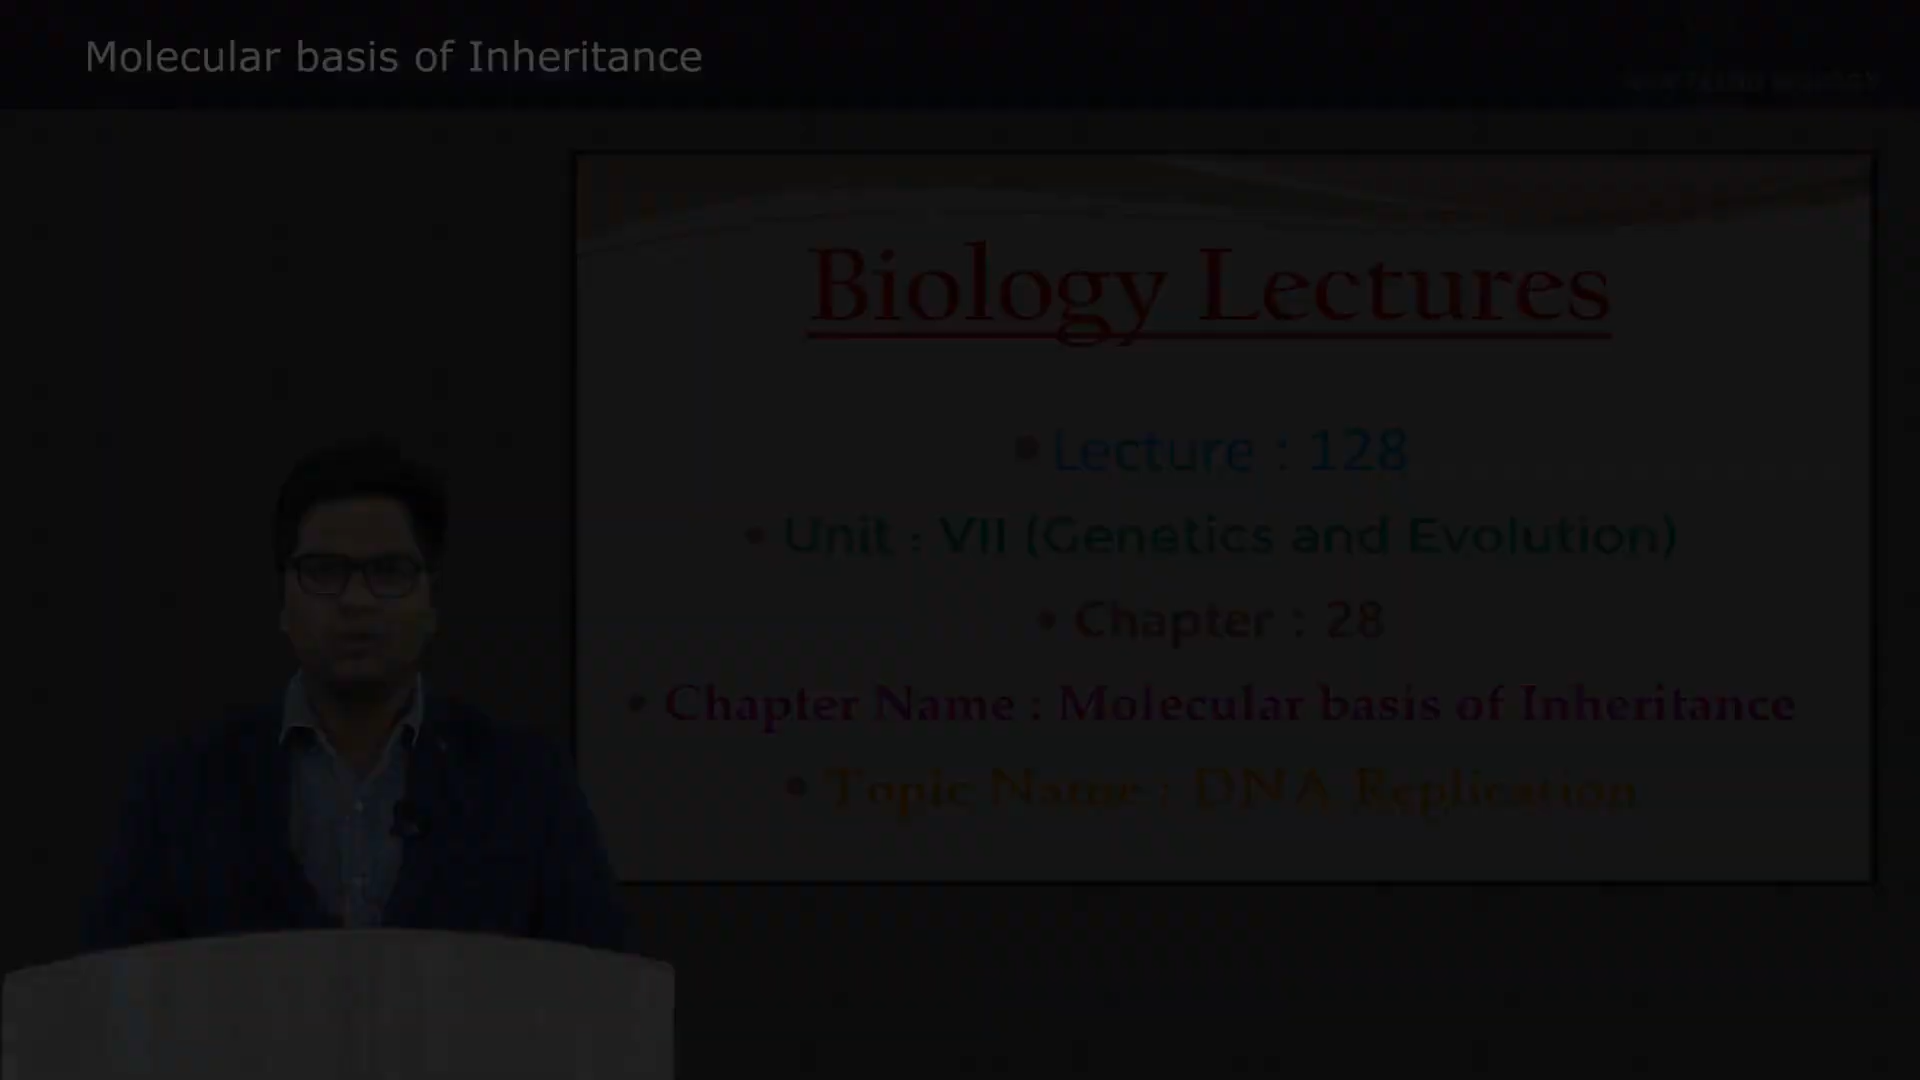 Molecular basis of Inheritance
Biology Lectures
• Lecture : 128
• Unit : VII (Genetics and Evolution)
• Chapter : 28
• Chapter Name : Molecular basis of Inheritance
• Topic Name : DNA Replication